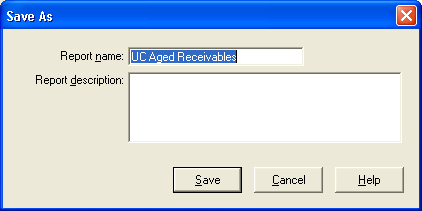 Save As
Report name: UC Aged Receivables
Report description:
Save Cancel Help